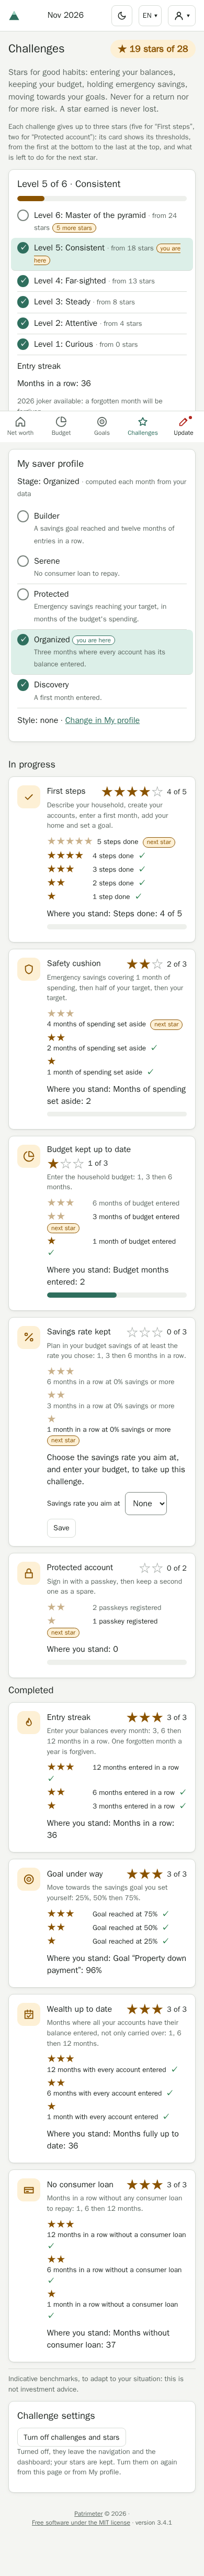 Nov 2026
EN ▾
Challenges
★ 19 stars of 28
Stars for good habits: entering your balances,
keeping your budget, holding emergency savings,
moving towards your goals. Never for a return or an
amount. A star earned is never lost.
Each challenge gives up to three stars (five for "First steps",
two for "Protected account"): its card shows its thresholds,
from the first at the bottom to the last at the top, and what
is left to do for the next star.
Level 5 of 6 · Consistent
Level 6: Master of the pyramid · from 24
stars 5 more stars
Level 5: Consistent · from 18 stars you are
here
Level 4: Far-sighted · from 13 stars
Level 3: Steady · from 8 stars
Level 2: Attentive · from 4 stars
Level 1: Curious · from 0 stars
Entry streak
Months in a row: 36
2026 joker available: a forgotten month will be
Net worth
Budget
Goals
Challenges
Update
My saver profile
Stage: Organized · computed each month from your
data
Builder
A savings goal reached and twelve months of
entries in a row.
Serene
No consumer loan to repay.
Protected
Emergency savings reaching your target, in
months of the budget's spending.
Organized you are here
Three months where every account has its
balance entered.
Discovery
A first month entered.
Style: none · Change in My profile
In progress
First steps ★★★★☆ 4 of 5
Describe your household, create your
accounts, enter a first month, add your
home and set a goal.
★★★★★ 5 steps done next star
★★★★ 4 steps done ✓
★★★ 3 steps done ✓
★★ 2 steps done ✓
★ 1 step done ✓
Where you stand: Steps done: 4 of 5
Safety cushion ★★☆ 2 of 3
Emergency savings covering 1 month of
spending, then half of your target, then your
target.
★★★
4 months of spending set aside next star
★★
2 months of spending set aside ✓
★
1 month of spending set aside ✓
Where you stand: Months of spending
set aside: 2
Budget kept up to date
★☆☆ 1 of 3
Enter the household budget: 1, 3 then 6
months.
★★★ 6 months of budget entered
★★ 3 months of budget entered
next star
★ 1 month of budget entered
✓
Where you stand: Budget months
entered: 2
Savings rate kept ☆☆☆ 0 of 3
Plan in your budget savings of at least the
rate you chose: 1, 3 then 6 months in a row.
★★★
6 months in a row at 0% savings or more
★★
3 months in a row at 0% savings or more
★
1 month in a row at 0% savings or more
next star
Choose the savings rate you aim at,
and enter your budget, to take up this
challenge.
Savings rate you aim at None
Save
Protected account ☆☆ 0 of 2
Sign in with a passkey, then keep a second
one as a spare.
★★ 2 passkeys registered
★ 1 passkey registered
next star
Where you stand: 0
Completed
Entry streak ★★★ 3 of 3
Enter your balances every month: 3, 6 then
12 months in a row. One forgotten month a
year is forgiven.
★★★ 12 months entered in a row
✓
★★ 6 months entered in a row ✓
★ 3 months entered in a row ✓
Where you stand: Months in a row:
36
Goal under way ★★★ 3 of 3
Move towards the savings goal you set
yourself: 25%, 50% then 75%.
★★★ Goal reached at 75% ✓
★★ Goal reached at 50% ✓
★ Goal reached at 25% ✓
Where you stand: Goal "Property down
payment": 96%
Wealth up to date ★★★ 3 of 3
Months where all your accounts have their
balance entered, not only carried over: 1, 6
then 12 months.
★★★
12 months with every account entered ✓
★★
6 months with every account entered ✓
★
1 month with every account entered ✓
Where you stand: Months fully up to
date: 36
No consumer loan ★★★ 3 of 3
Months in a row without any consumer loan
to repay: 1, 6 then 12 months.
★★★
12 months in a row without a consumer loan
✓
★★
6 months in a row without a consumer loan
✓
★
1 month in a row without a consumer loan
✓
Where you stand: Months without
consumer loan: 37
Indicative benchmarks, to adapt to your situation: this is
not investment advice.
Challenge settings
Turn off challenges and stars
Turned off, they leave the navigation and the
dashboard; your stars are kept. Turn them on again
from this page or from My profile.
Patrimeter © 2026 ·
Free software under the MIT license · version 3.4.1